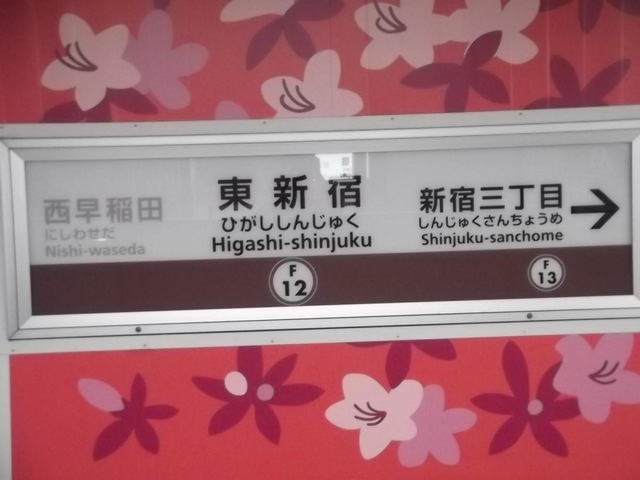 西早稲田
にしわせだ
Nishi-waseda
東新宿
ひがししんじゅく
Higashi-shinjuku
F
12
新宿三丁目
しんじゅくさんちょうめ
Shinjuku-sanchome
F
13